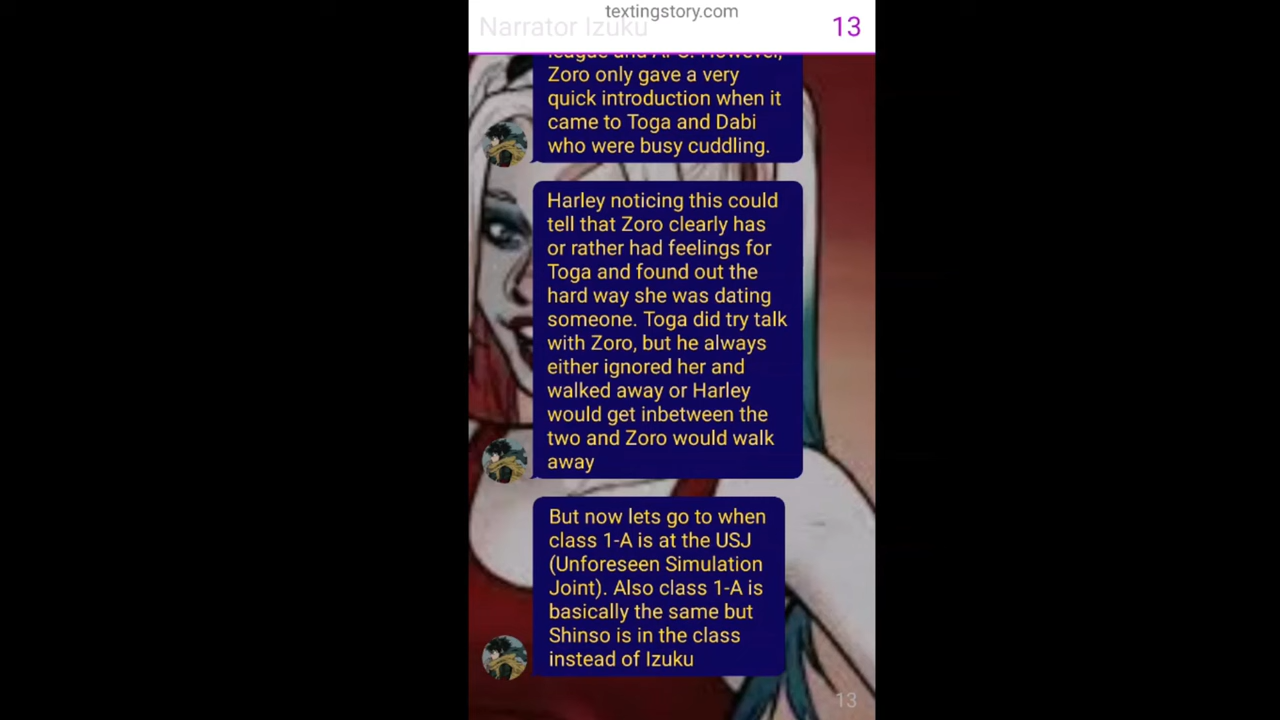 textingstory.com
Narrator Izuku
13
league and AFO. However,
Zoro only gave a very
quick introduction when it
came to Toga and Dabi
who were busy cuddling.
Harley noticing this could
tell that Zoro clearly has
or rather had feelings for
Toga and found out the
hard way she was dating
someone. Toga did try talk
with Zoro, but he always
either ignored her and
walked away or Harley
would get inbetween the
two and Zoro would walk
away
But now lets go to when
class 1-A is at the USJ
(Unforeseen Simulation
Joint). Also class 1-A is
basically the same but
Shinso is in the class
instead of Izuku
13